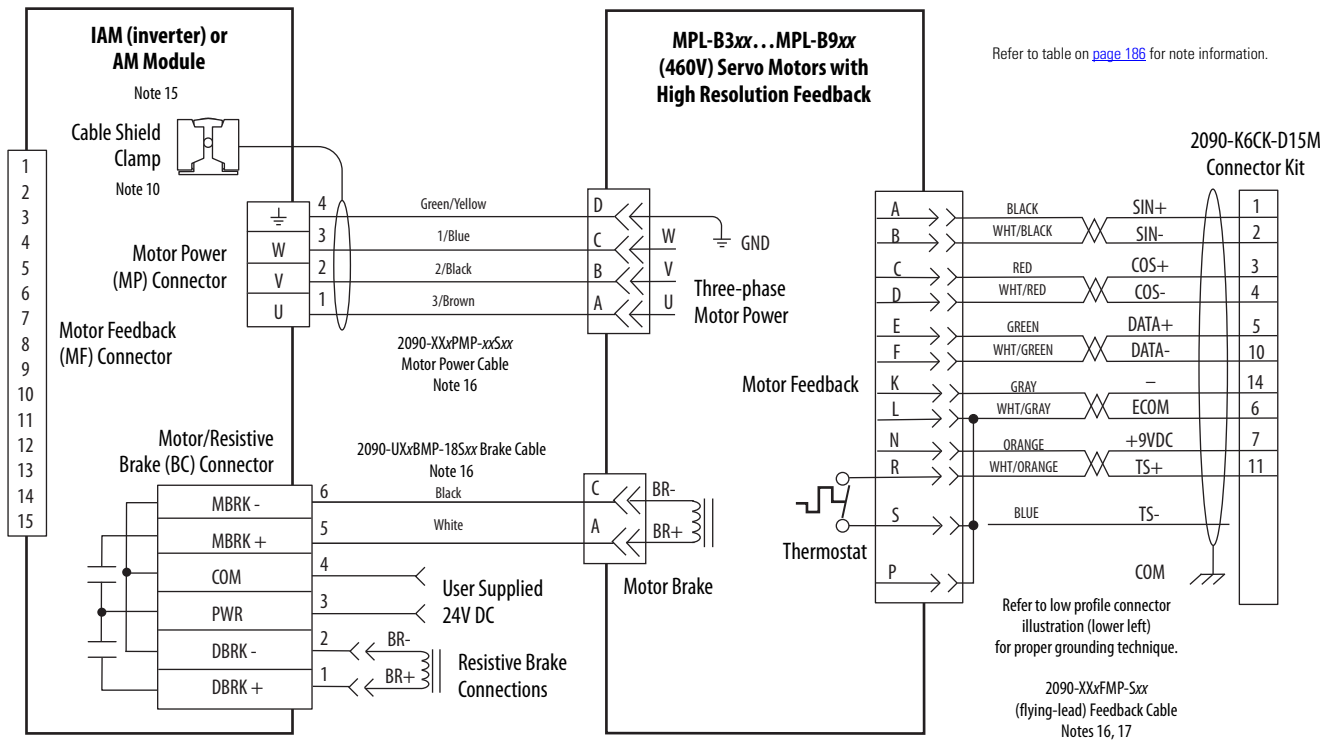 IAM (inverter) or
AM Module
Note 15
Cable Shield
Clamp
Note 10
1
2
3
4
5
6
7
8
9
10
11
12
13
14
15
Motor Power
(MP) Connector
W
V
U
4
3
2
1
Motor Feedback
(MF) Connector
Green/Yellow
1/Blue
2/Black
3/Brown
2090-XXxPMP-xxSxx
Motor Power Cable
Note 16
Motor/Resistive
Brake (BC) Connector
2090-UXxBMP-18Sxx Brake Cable
Note 16
MBRK -
MBRK +
COM
PWR
DBRK -
DBRK +
6
5
4
3
2
1
Black
White
User Supplied
24V DC
BR-
BR+
Resistive Brake
Connections
MPL-B3xx...MPL-B9xx
(460V) Servo Motors with
High Resolution Feedback
D
C
B
A
W
V
U
GND
Three-phase
Motor Power
C
A
BR-
BR+
Motor Brake
Motor Feedback
Thermostat
A
B
C
D
E
F
K
L
N
R
S
P
Refer to table on page 186 for note information.
2090-K6CK-D15M
Connector Kit
BLACK SIN+ 1
WHT/BLACK SIN- 2
RED COS+ 3
WHT/RED COS- 4
GREEN DATA+ 5
WHT/GREEN DATA- 10
GRAY – 14
WHT/GRAY ECOM 6
ORANGE +9VDC 7
WHT/ORANGE TS+ 11
BLUE TS-
COM
Refer to low profile connector
illustration (lower left)
for proper grounding technique.
2090-XXxFMP-Sxx
(flying-lead) Feedback Cable
Notes 16, 17